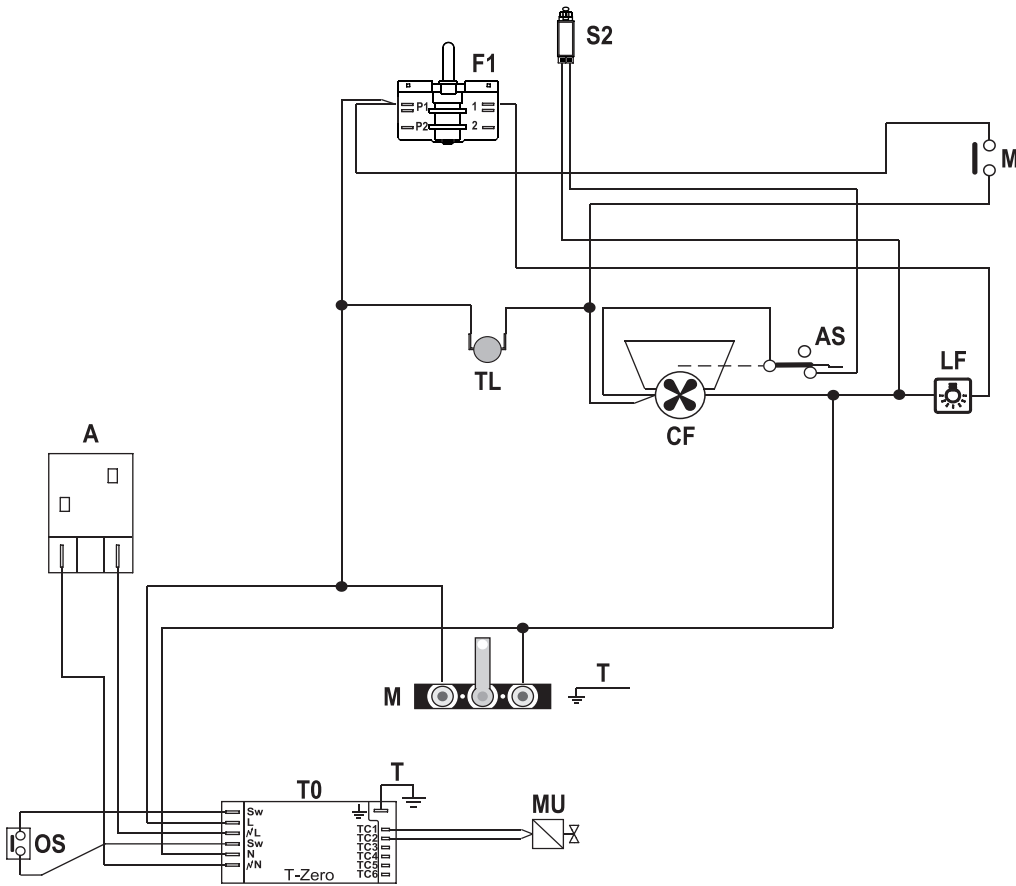 S2
F1
P1 1
P2 2
M
AS
LF
TL
CF
A
M
T
T0
T
MU
OS
Sw
L
L
Sw
N
N
TC1
TC2
TC3
TC4
TC5
TC6
T-Zero